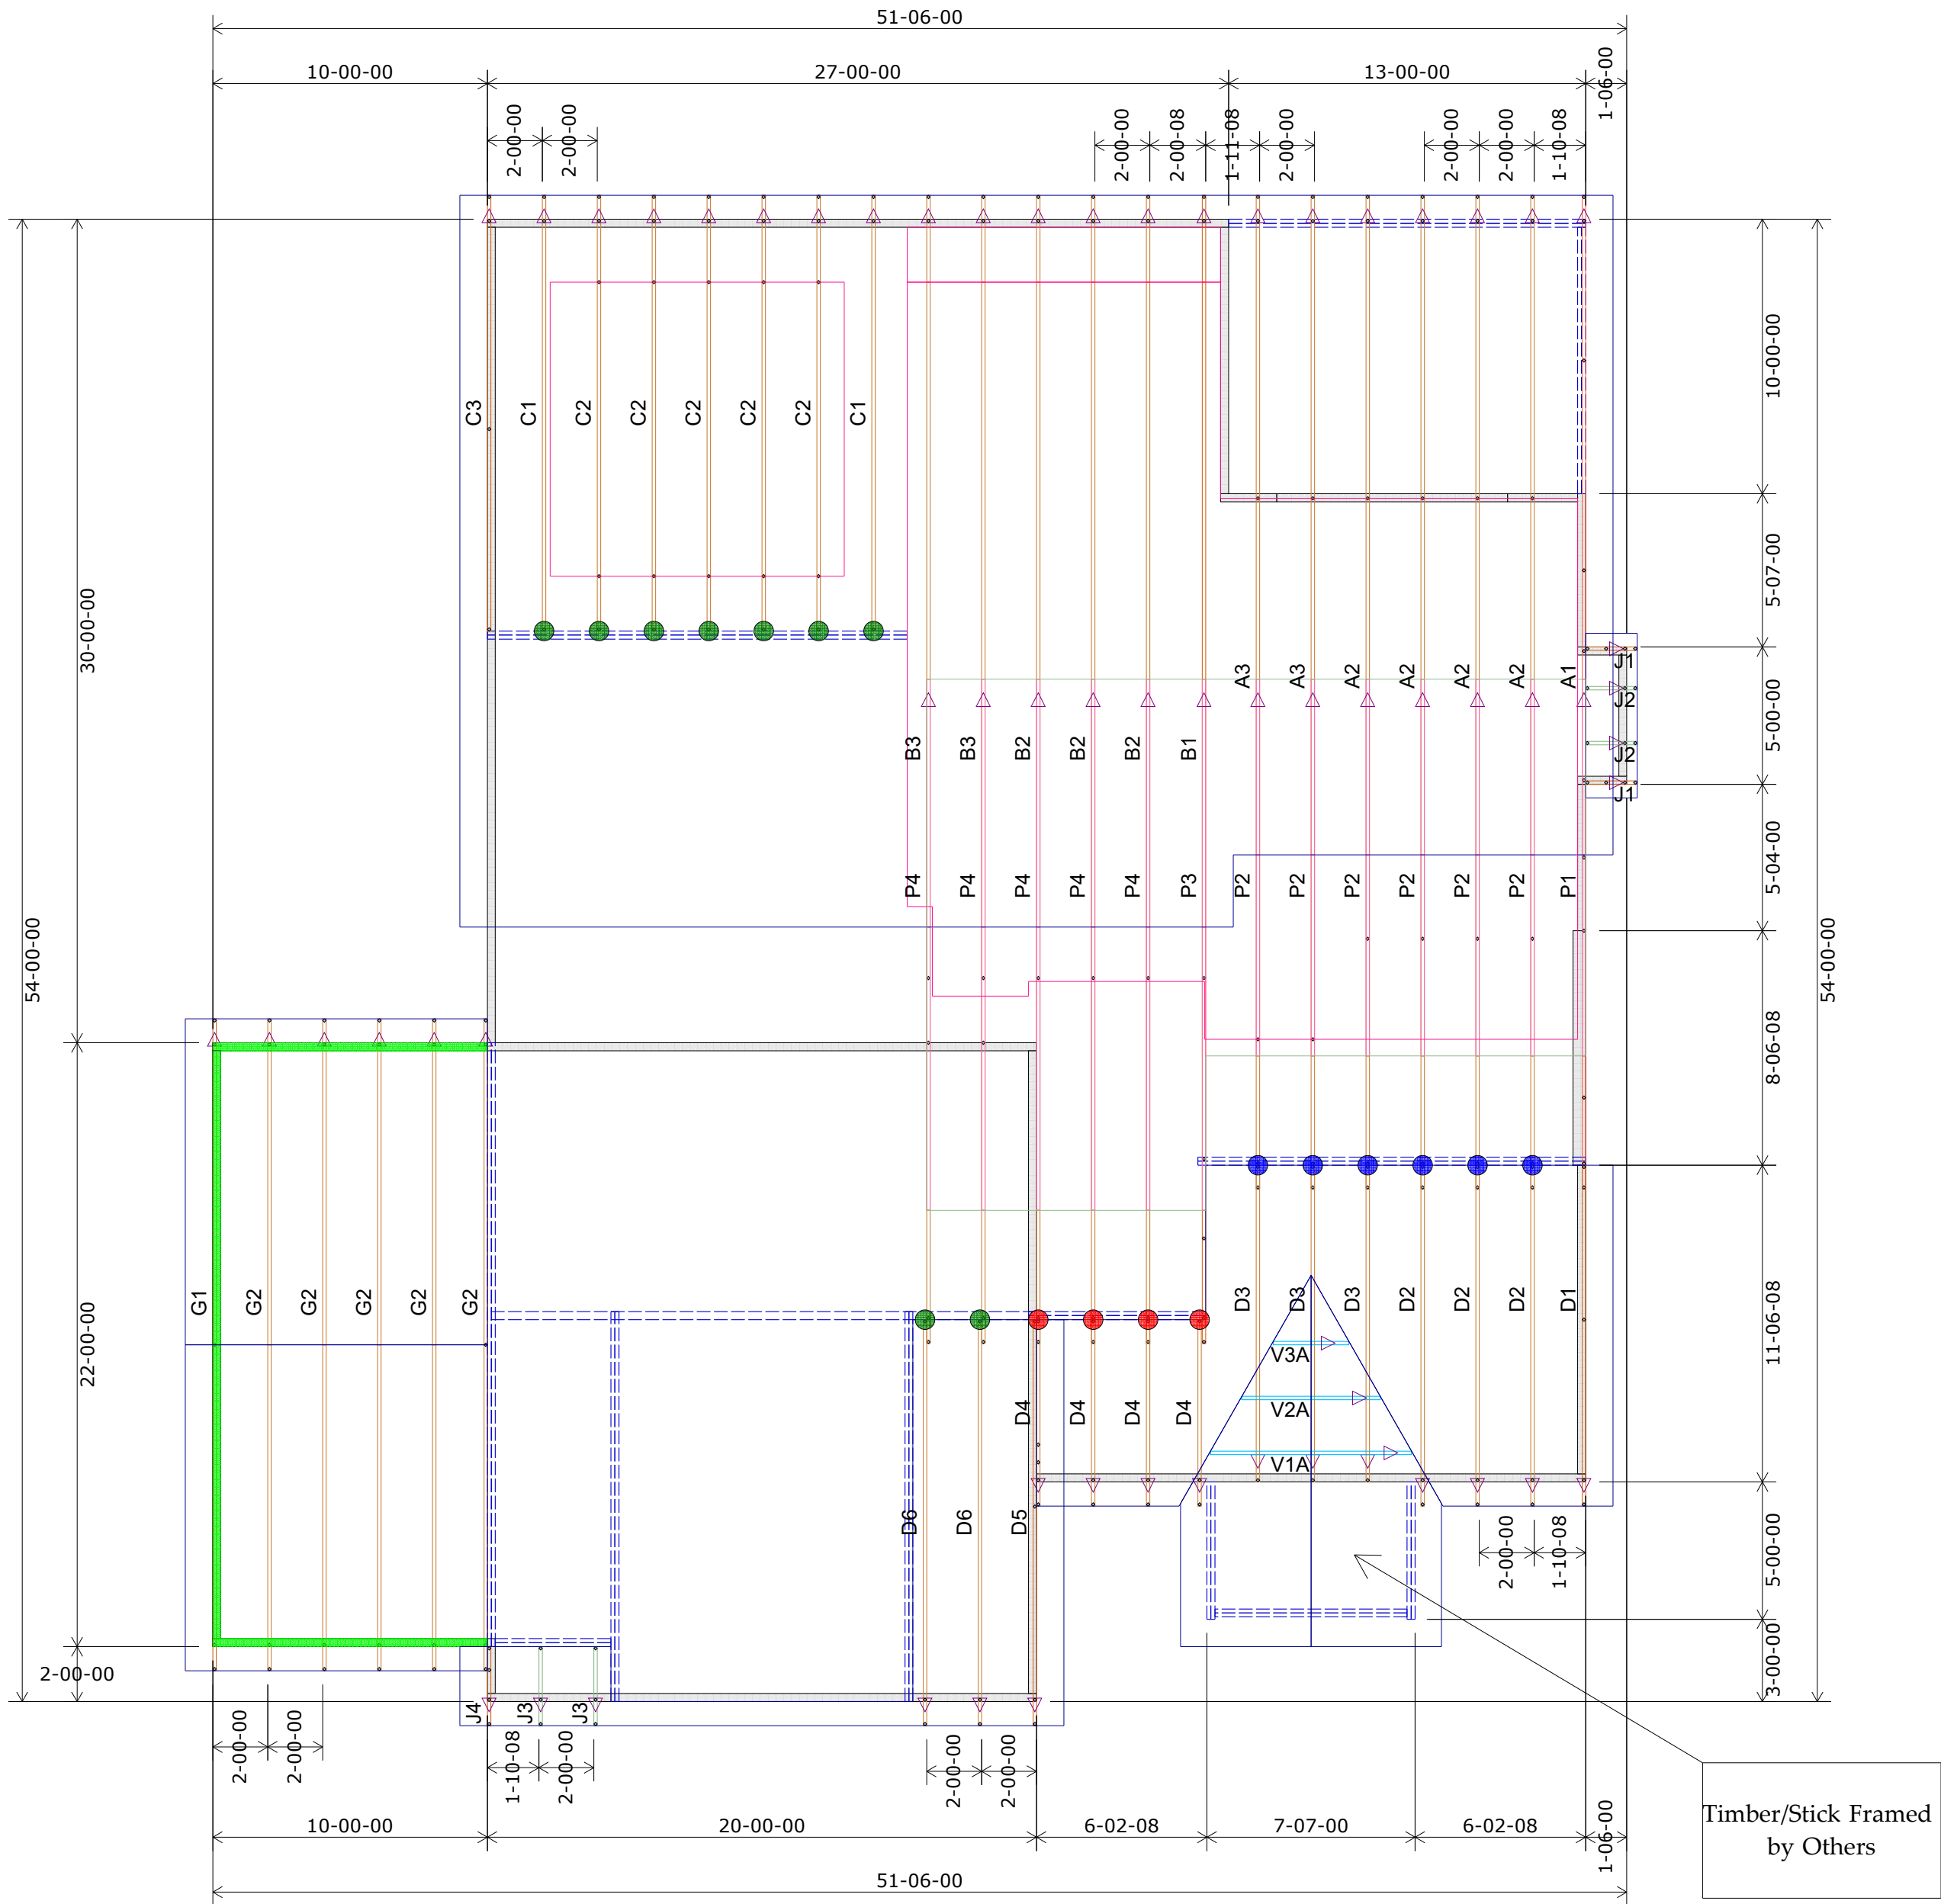 51-06-00
10-00-00
27-00-00
13-00-00
1-06-00
2-00-00
2-00-00
2-00-00
2-00-08
1-11-08
2-00-00
2-00-00
2-00-00
1-10-08
C3
C1
C2
C2
C2
C2
C2
C1
10-00-00
5-07-00
30-00-00
54-00-00
A3
A3
A2
A2
A2
A2
A1
J1
J2
J2
J1
5-00-00
B3
B3
B2
B2
B2
B1
5-04-00
P4
P4
P4
P4
P4
P3
P2
P2
P2
P2
P2
P2
P1
54-00-00
8-06-08
22-00-00
G1
G2
G2
G2
G2
G2
D3
D3
D3
D2
D2
D2
D1
11-06-08
V3A
V2A
V1A
D4
D4
D4
D4
D6
D6
D5
2-00-00
1-10-08
5-00-00
3-00-00
2-00-00
J4
J3
J3
2-00-00
2-00-00
1-10-08
2-00-00
2-00-00
2-00-00
10-00-00
20-00-00
6-02-08
7-07-00
6-02-08
1-06-00
51-06-00
Timber/Stick Framed
by Others